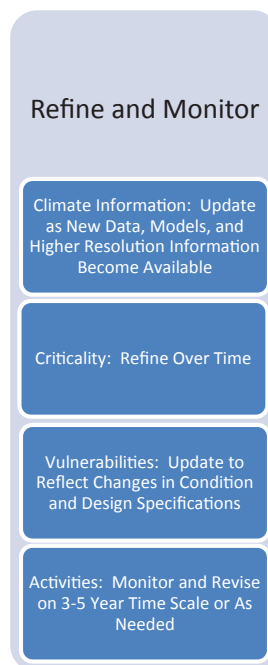 Refine and Monitor
Climate Information:  Update
as New Data, Models, and
Higher Resolution Information
Become Available
Criticality:  Refine Over Time
Vulnerabilities:  Update to
Reflect Changes in Condition
and Design Specifications
Activities:  Monitor and Revise
on 3-5 Year Time Scale or As
Needed